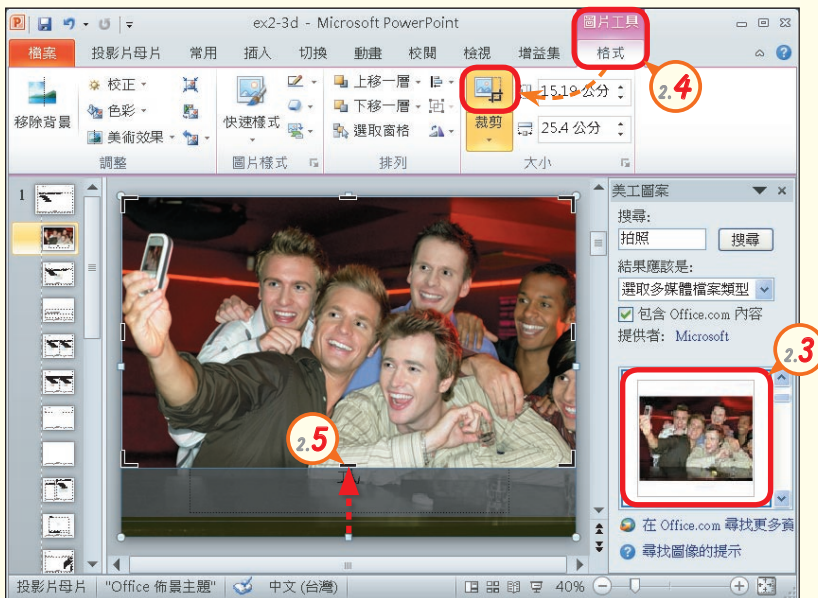 ex2-3d - Microsoft PowerPoint
圖片工具
檔案 投影片母片 常用 插入 切換 動畫 校閱 檢視 增益集 格式
2.4
移除背景
校正
色彩
美術效果
調整
快速樣式
圖片樣式
上移一層
下移一層
選取窗格
排列
裁剪
15.19 公分
25.4 公分
大小
1
2.5
美工圖案
搜尋:
拍照 搜尋
結果應該是:
選取多媒體檔案類型
包含 Office.com 內容
提供者: Microsoft
2.3
在 Office.com 尋找更多資
尋找圖像的提示
投影片母片 "Office 佈景主題" 中文 (台灣) 40%